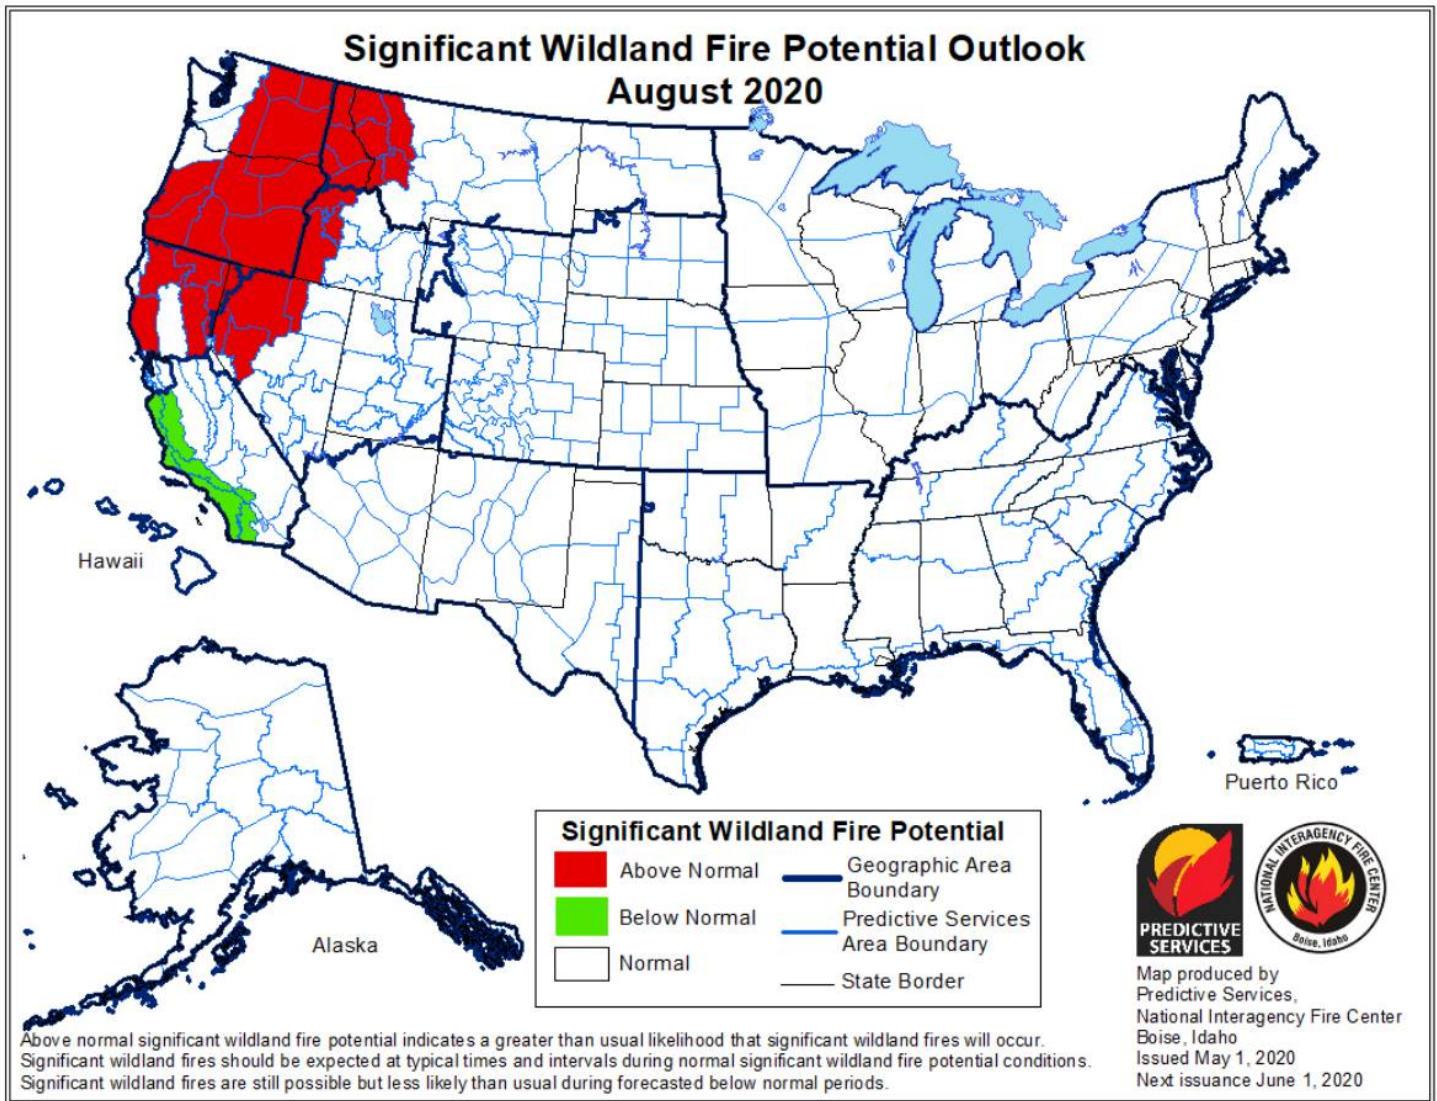 Significant Wildland Fire Potential Outlook
August 2020
Hawaii
Alaska
Puerto Rico
Significant Wildland Fire Potential
Above Normal
Below Normal
Normal
Geographic Area
Boundary
Predictive Services
Area Boundary
State Border
PREDICTIVE
SERVICES
NATIONAL INTERAGENCY FIRE CENTER
Boise, Idaho
Map produced by
Predictive Services,
National Interagency Fire Center
Boise, Idaho
Issued May 1, 2020
Next issuance June 1, 2020
Above normal significant wildland fire potential indicates a greater than usual likelihood that significant wildland fires will occur.
Significant wildland fires should be expected at typical times and intervals during normal significant wildland fire potential conditions.
Significant wildland fires are still possible but less likely than usual during forecasted below normal periods.